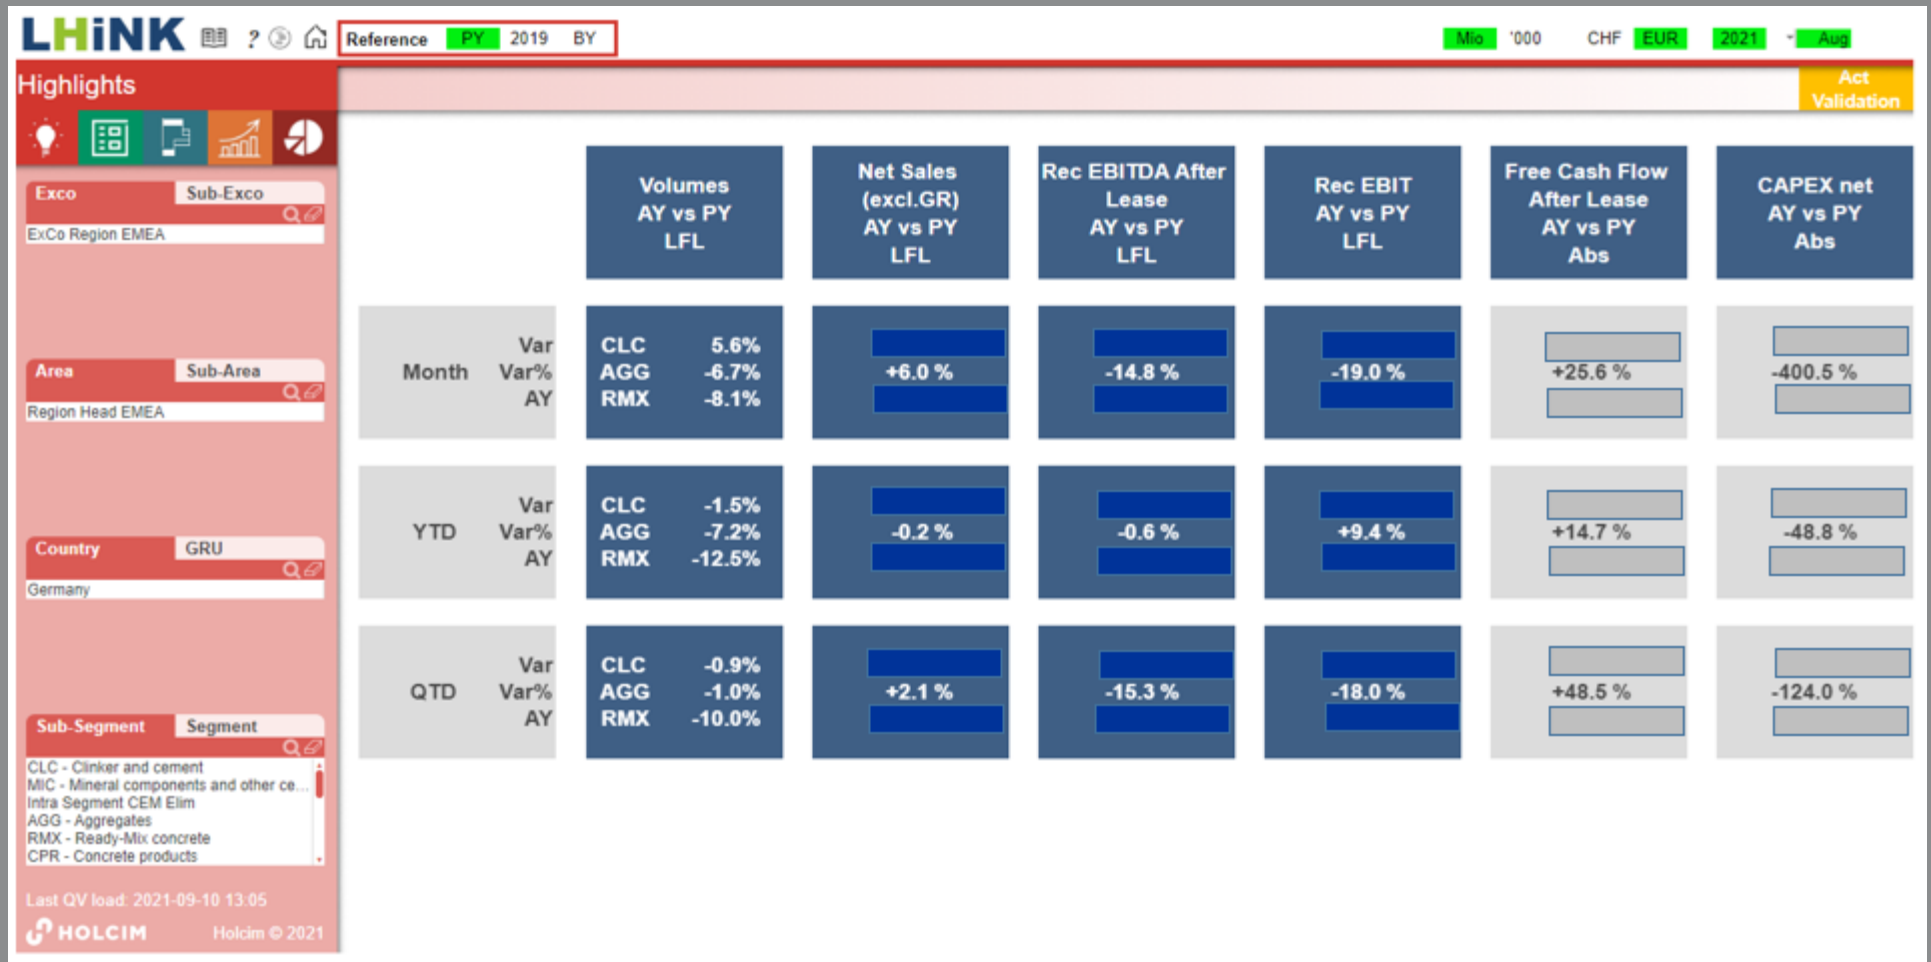 LHiNK ? Reference PY 2019 BY Mio '000 CHF EUR 2021 Aug
Highlights
Act
Validation
Exco Sub-Exco
ExCo Region EMEA
Area Sub-Area
Region Head EMEA
Country GRU
Germany
Sub-Segment Segment
CLC - Clinker and cement
MIC - Mineral components and other ce...
Intra Segment CEM Elim
AGG - Aggregates
RMX - Ready-Mix concrete
CPR - Concrete products
Last QV load: 2021-09-10 13:05
HOLCIM Holcim © 2021
Volumes
AY vs PY
LFL
Net Sales
(excl.GR)
AY vs PY
LFL
Rec EBITDA After
Lease
AY vs PY
LFL
Rec EBIT
AY vs PY
LFL
Free Cash Flow
After Lease
AY vs PY
Abs
CAPEX net
AY vs PY
Abs
Var CLC 5.6%
Month Var% AGG -6.7% +6.0 % -14.8 % -19.0 % +25.6 % -400.5 %
AY RMX -8.1%
Var CLC -1.5%
YTD Var% AGG -7.2% -0.2 % -0.6 % +9.4 % +14.7 % -48.8 %
AY RMX -12.5%
Var CLC -0.9%
QTD Var% AGG -1.0% +2.1 % -15.3 % -18.0 % +48.5 % -124.0 %
AY RMX -10.0%